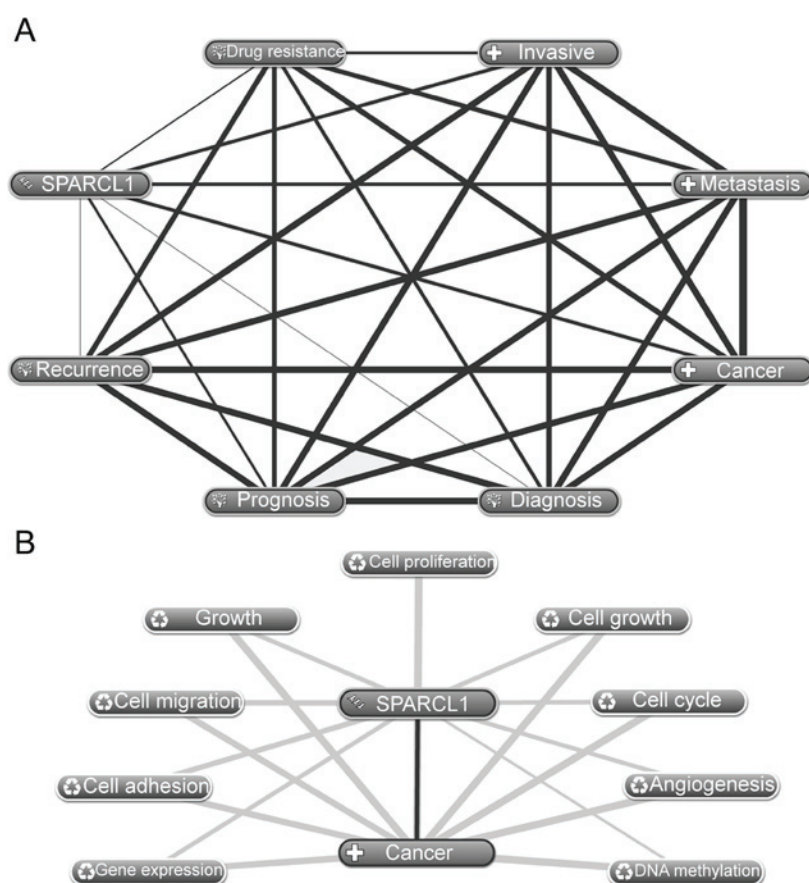 A
Drug resistance
Invasive
SPARCL1
Metastasis
Recurrence
Cancer
Prognosis
Diagnosis
B
Cell proliferation
Growth
Cell growth
Cell migration
SPARCL1
Cell cycle
Cell adhesion
Angiogenesis
Gene expression
Cancer
DNA methylation